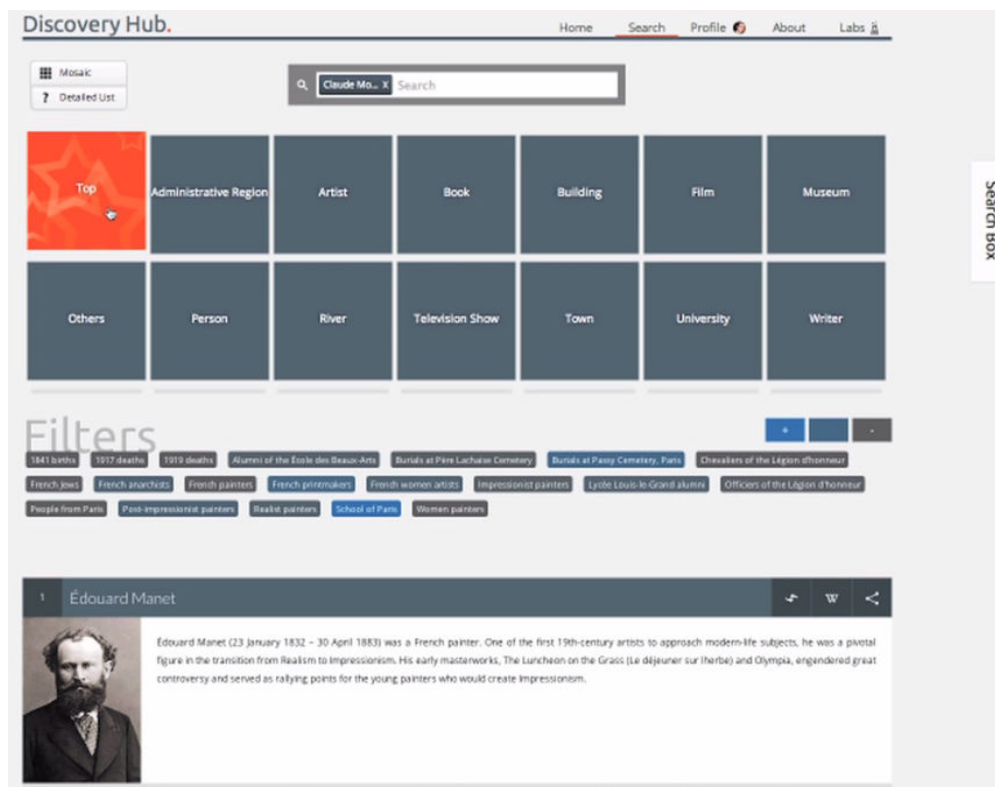 Discovery Hub.
Home Search Profile About Labs
Mosaic
? Detailed List
Claude Mo... X Search
Top Administrative Region Artist Book Building Film Museum
Search Box
Others Person River Television Show Town University Writer
Filters
+ -
1841 births 1917 deaths 1919 deaths Alumni of the École des Beaux-Arts Burials at Père Lachaise Cemetery Burials at Passy Cemetery, Paris Chevaliers of the Légion d'honneur
French Jews French anarchists French painters French printmakers French women artists Impressionist painters Lycée Louis-le-Grand alumni Officiers of the Légion d'honneur
People from Paris Post-impressionist painters Realist painters School of Paris Women painters
1 Édouard Manet W
Édouard Manet (23 January 1832 – 30 April 1883) was a French painter. One of the first 19th-century artists to approach modern-life subjects, he was a pivotal
figure in the transition from Realism to Impressionism. His early masterworks, The Luncheon on the Grass (Le déjeuner sur lherbe) and Olympia, engendered great
controversy and served as rallying points for the young painters who would create Impressionism.